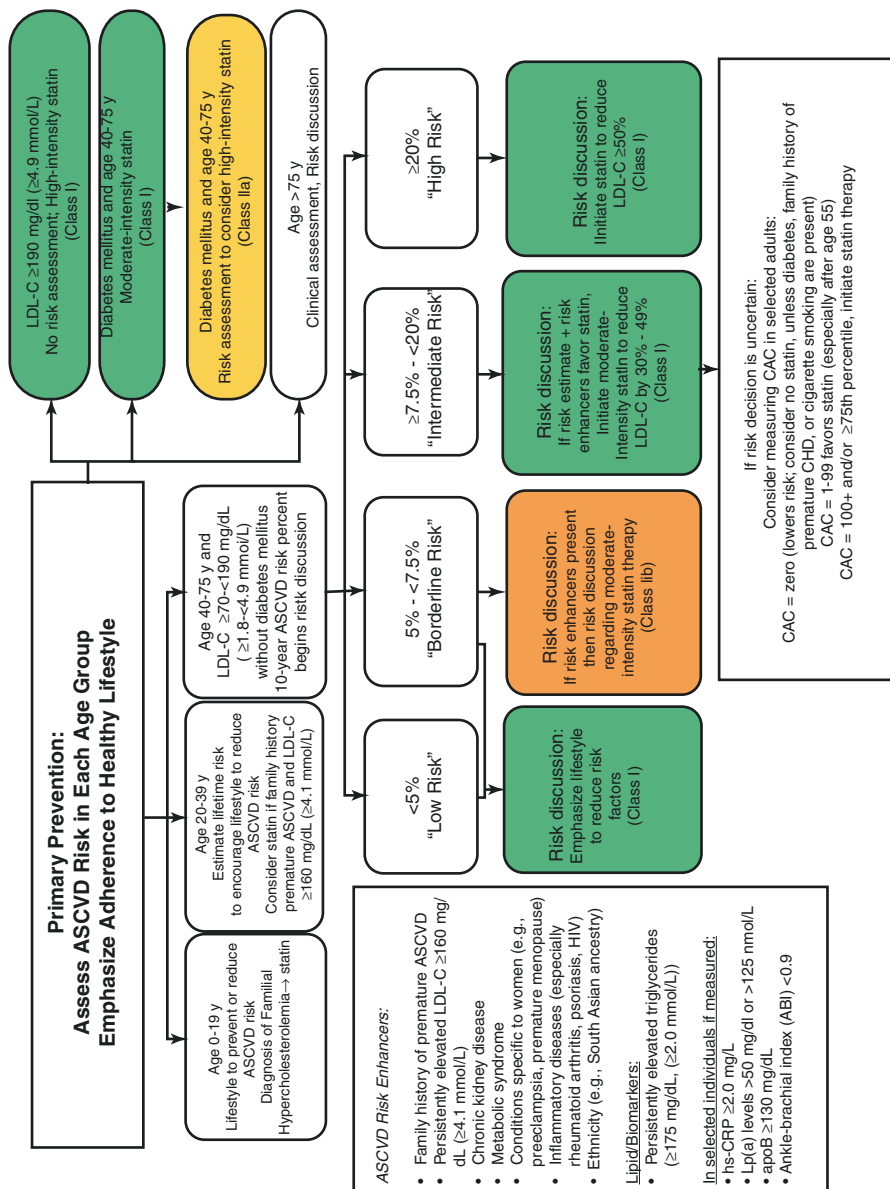 Primary Prevention:
Assess ASCVD Risk in Each Age Group
Emphasize Adherence to Healthy Lifestyle
LDL-C ≥190 mg/dl (≥4.9 mmol/L)
No risk assessment; High-intensity statin
(Class I)
Diabetes mellitus and age 40-75 y
Moderate-intensity statin
(Class I)
Diabetes mellitus and age 40-75 y
Risk assessment to consider high-intensity statin
(Class IIa)
Age >75 y
Clinical assessment, Risk discussion
Age 0-19 y
Lifestyle to prevent or reduce
ASCVD risk
Diagnosis of Familial
Hypercholesterolemia→ statin
Age 20-39 y
Estimate lifetime risk
to encourage lifestyle to reduce
ASCVD risk
Consider statin if family history
premature ASCVD and LDL-C
≥160 mg/dL (≥4.1 mmol/L)
Age 40-75 y and
LDL-C ≥70-<190 mg/dL
( ≥1.8-<4.9 mmol/L)
without diabetes mellitus
10-year ASCVD risk percent
begins ristk discussion
<5%
“Low Risk”
5% - <7.5%
“Borderline Risk”
≥7.5% - <20%
“Intermediate Risk”
≥20%
“High Risk”
Risk discussion:
Emphasize lifestyle
to reduce risk
factors
(Class I)
Risk discussion:
If risk enhancers present
then risk discussion
regarding moderate-
intensity statin therapy
(Class Iib)
Risk discussion:
If risk estimate + risk
enhancers favor statin,
Initiate moderate-
Intensity statin to reduce
LDL-C by 30% - 49%
(Class I)
Risk discussion:
IInitiate statin to reduce
LDL-C ≥50%
(Class I)
ASCVD Risk Enhancers:
• Family history of premature ASCVD
• Persistently elevated LDL-C ≥160 mg/
dL (≥4.1 mmol/L)
• Chronic kidney disease
• Metabolic syndrome
• Conditions specific to women (e.g.,
preeclampsia, premature menopause)
• Inflammatory diseases (especially
rheumatoid arthritis, psoriasis, HIV)
• Ethnicity (e.g., South Asian ancestry)
Lipid/Biomarkers:
• Persistently elevated triglycerides
(≥175 mg/dL, (≥2.0 mmol/L))
In selected individuals if measured:
• hs-CRP ≥2.0 mg/L
• Lp(a) levels >50 mg/dl or >125 nmol/L
• apoB ≥130 mg/dL
• Ankle-brachial index (ABI) <0.9
If risk decision is uncertain:
Consider measuring CAC in selected adults:
CAC = zero (lowers risk; consider no statin, unless diabetes, family history of
premature CHD, or cigarette smoking are present)
CAC = 1-99 favors statin (especially after age 55)
CAC = 100+ and/or ≥75th percentile, initiate statin therapy